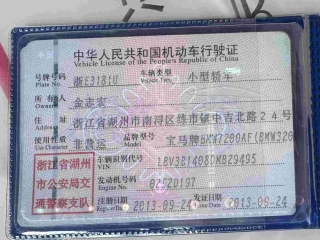 中华人民共和国机动车行驶证
Vehicle License of the People's Republic of China
号牌号码 浙E3181U 车辆类型 小型轿车
Plate No. Vehicle Type
所有人 金志宏
Owner
住址 浙江省湖州市南浔区练市镇中吉北路24号
Address
使用性质 非营运 品牌型号 宝马牌BMW7200AF(BMW320
Use Character Model
浙江省湖州
市公安局交
通警察支队
车辆识别代号 LBV3B1408DMB29495
VIN
发动机号码 02520197
Engine No.
注册日期 2013-09-24 发证日期 2013-09-24
Register Date Issue Date